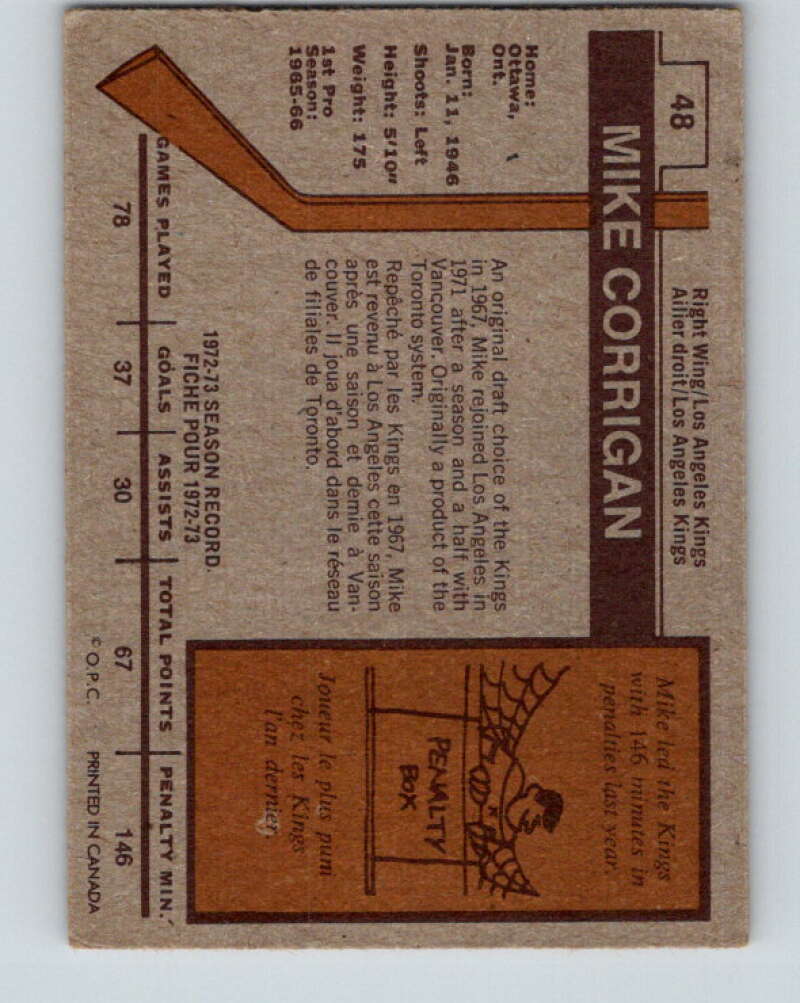 48
Right Wing/Los Angeles Kings
Ailier droit/Los Angeles Kings
MIKE CORRIGAN
Home:
Ottawa,
Ont.
Born:
Jan. 11, 1946
Shoots: Left
Height: 5'10"
Weight: 175
1st Pro
Season:
1965-66
An original draft choice of the Kings
in 1967, Mike rejoined Los Angeles in
1971 after a season and a half with
Vancouver. Originally a product of the
Toronto system.
Repêché par les Kings en 1967, Mike
est revenu à Los Angeles cette saison
après une saison et demie à Van-
couver. Il joua d'abord dans le réseau
de filiales de Toronto.
Mike led the Kings
with 146 minutes in
penalties last year.
PENALTY
BOX
Joueur le plus puni
chez les Kings
l'an dernier.
1972-73 SEASON RECORD
FICHE POUR 1972-73
GAMES PLAYED GOALS ASSISTS TOTAL POINTS PENALTY MIN.
78 37 30 67 146
© O.P.C. PRINTED IN CANADA